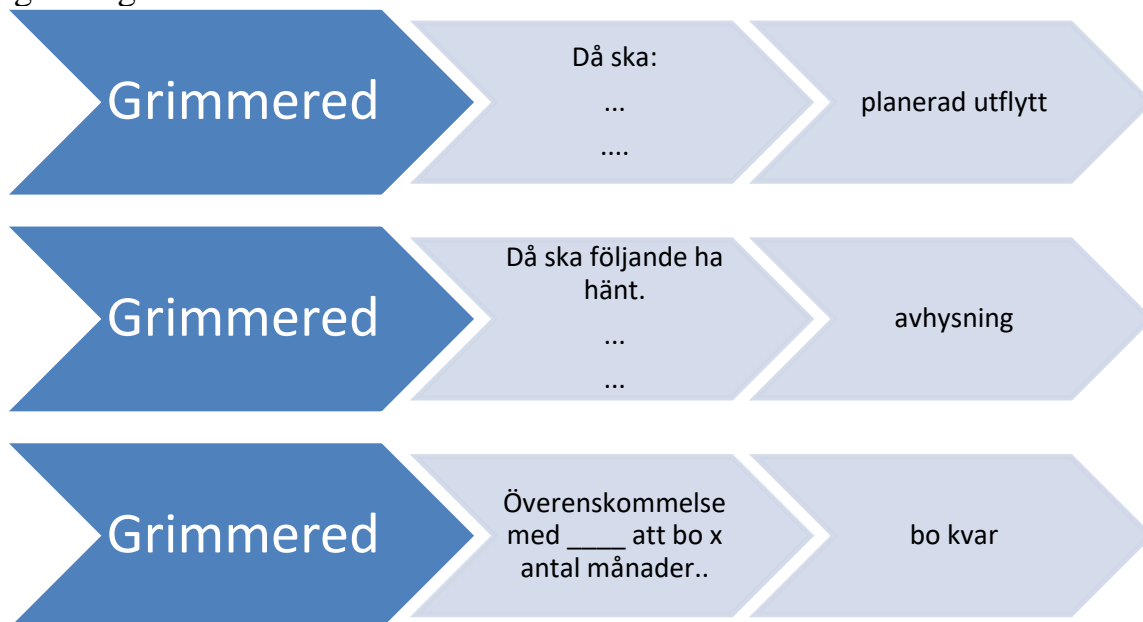 Grimmered
Då ska:
...
....
planerad utflytt
Grimmered
Då ska följande ha
hänt.
...
...
avhysning
Grimmered
Överenskommelse
med ____ att bo x
antal månader..
bo kvar